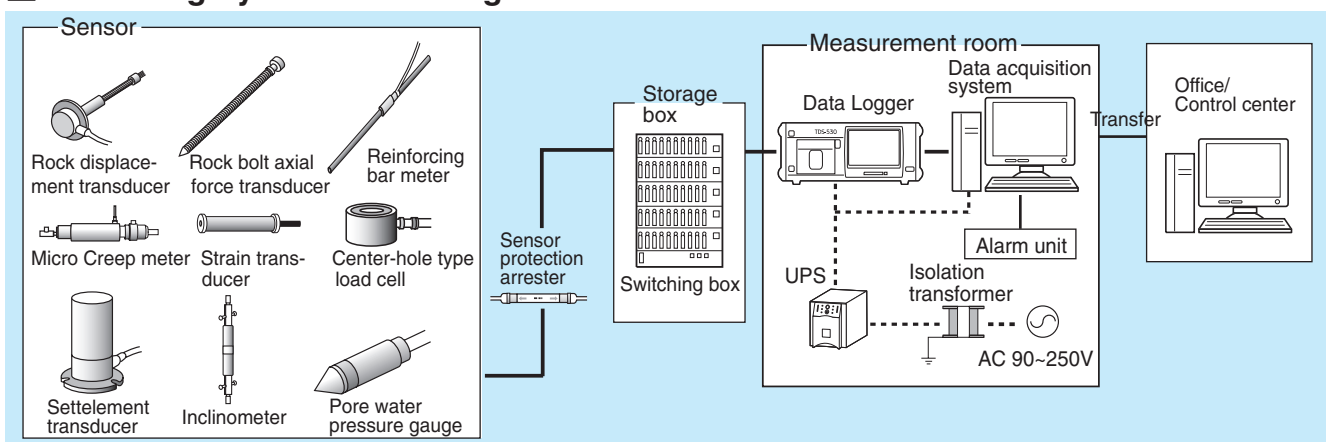 Sensor
Rock displace-
ment transducer
Rock bolt axial
force transducer
Reinforcing
bar meter
Micro Creep meter
Strain trans-
ducer
Center-hole type
load cell
Settelement
transducer
Inclinometer
Pore water
pressure gauge
Sensor
protection
arrester
Storage
box
Switching box
Measurement room
Data Logger
TDS-530
Data acquisition
system
Alarm unit
UPS
Isolation
transformer
AC 90~250V
Transfer
Office/
Control center